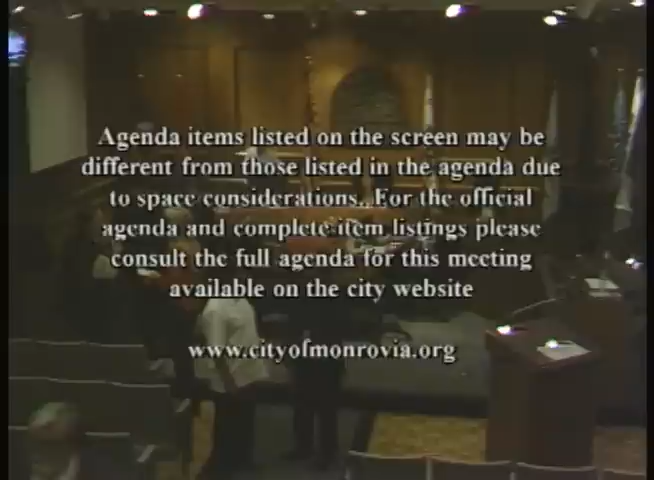 Agenda items listed on the screen may be
different from those listed in the agenda due
to space considerations. For the official
agenda and complete item listings please
consult the full agenda for this meeting
available on the city website
www.cityofmonrovia.org